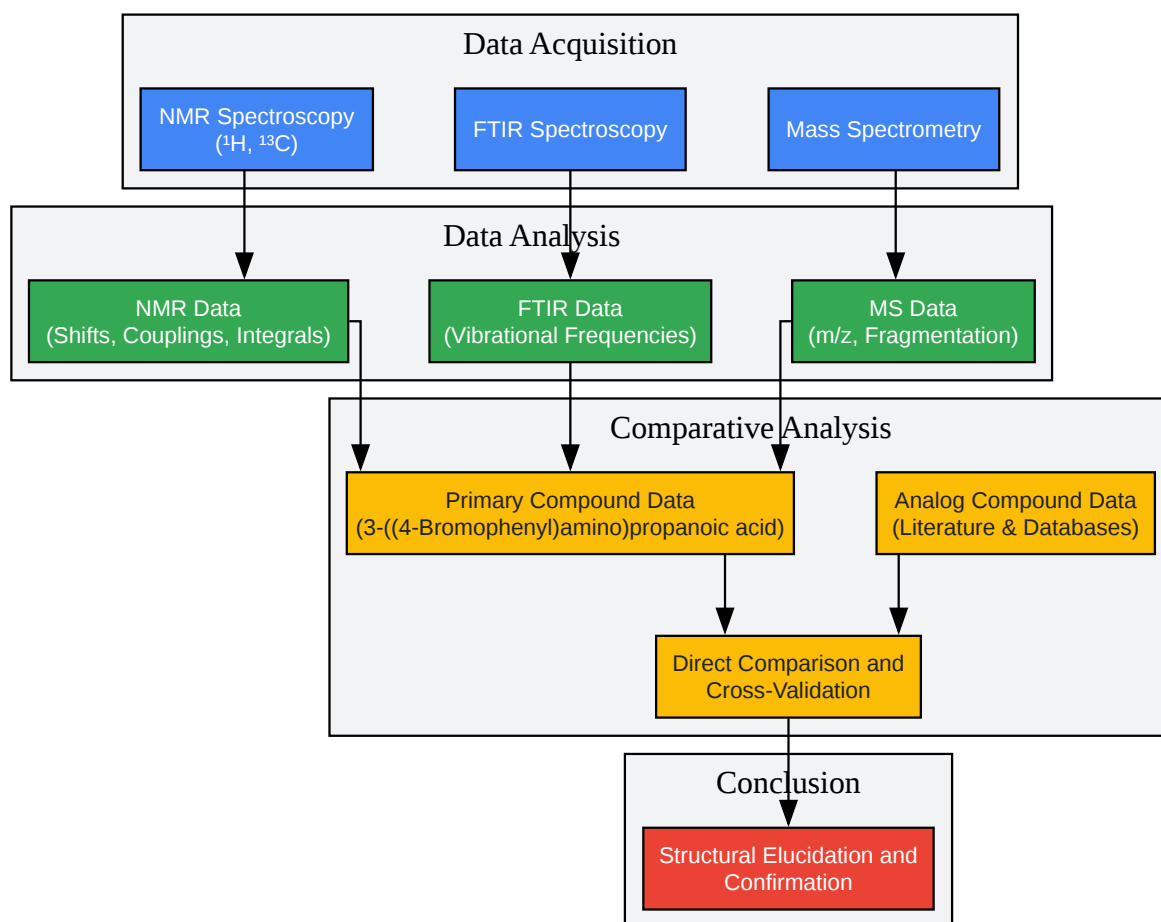 Data Acquisition
NMR Spectroscopy
(¹H, ¹³C)
FTIR Spectroscopy
Mass Spectrometry
Data Analysis
NMR Data
(Shifts, Couplings, Integrals)
FTIR Data
(Vibrational Frequencies)
MS Data
(m/z, Fragmentation)
Comparative Analysis
Primary Compound Data
(3-((4-Bromophenyl)amino)propanoic acid)
Analog Compound Data
(Literature & Databases)
Direct Comparison and
Cross-Validation
Conclusion
Structural Elucidation and
Confirmation